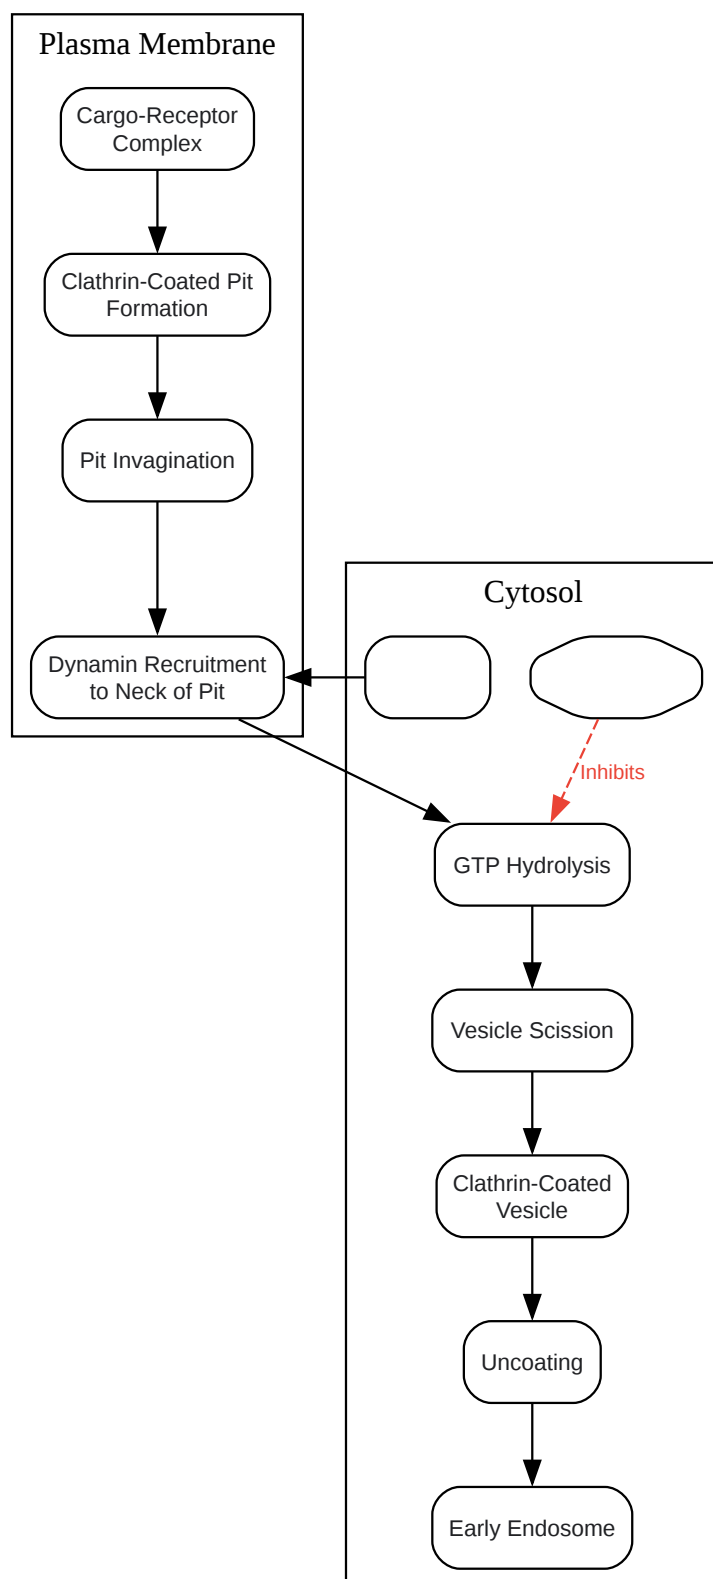 Plasma Membrane
Cargo-Receptor
Complex
Clathrin-Coated Pit
Formation
Pit Invagination
Dynamin Recruitment
to Neck of Pit
Cytosol
Inhibits
GTP Hydrolysis
Vesicle Scission
Clathrin-Coated
Vesicle
Uncoating
Early Endosome